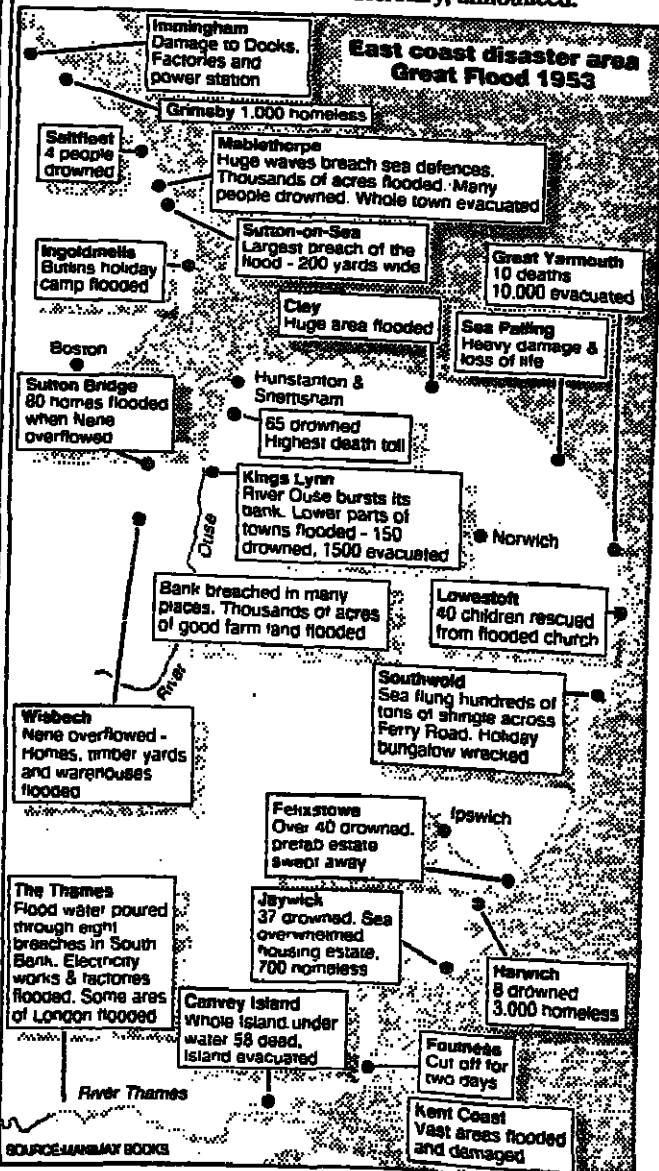 announced.
East coast disaster area
Great Flood 1953
Immingham
Damage to Docks.
Factories and
power station
Grimsby 1.000 homeless
Saltfleet
4 people
drowned
Mablethorpe
Huge waves breach sea defences.
Thousands of acres flooded. Many
people drowned. Whole town evacuated
Sutton-on-Sea
Largest breach of the
flood - 200 yards wide
Ingoldmells
Butlins holiday
camp flooded
Great Yarmouth
10 deaths
10.000 evacuated
Clay
Huge area flooded
Sea Palling
Heavy damage &
loss of life
Boston
Sutton Bridge
80 homes flooded
when Nene
overflowed
Hunstanton &
Snettisham
65 drowned
Highest death toll
Kings Lynn
River Ouse bursts its
bank. Lower parts of
towns flooded - 150
drowned, 1500 evacuated
Ouse
Norwich
Bank breached in many
places. Thousands of acres
of good farm land flooded
Lowestoft
40 children rescued
from flooded church
River
Southwold
Sea flung hundreds of
tons of shingle across
Ferry Road. Holiday
bungalow wrecked
Wisbech
Nene overflowed -
Homes, timber yards
and warehouses
flooded
Felixstowe
Over 40 drowned.
prefab estate
swept away
Ipswich
The Thames
Flood water poured
through eight
breaches in South
Bank. Electricity
works & factories
flooded. Some ares
of London flooded
Jaywick
37 drowned. Sea
overwhelmed
housing estate,
700 homeless
Harwich
8 drowned
3.000 homeless
Canvey Island
Whole Island under
water 58 dead,
Island evacuated
Foulness
Cut off for
two days
River Thames
Kent Coast
Vast areas flooded
and damaged
SOURCE:MANIMAX BOOKS